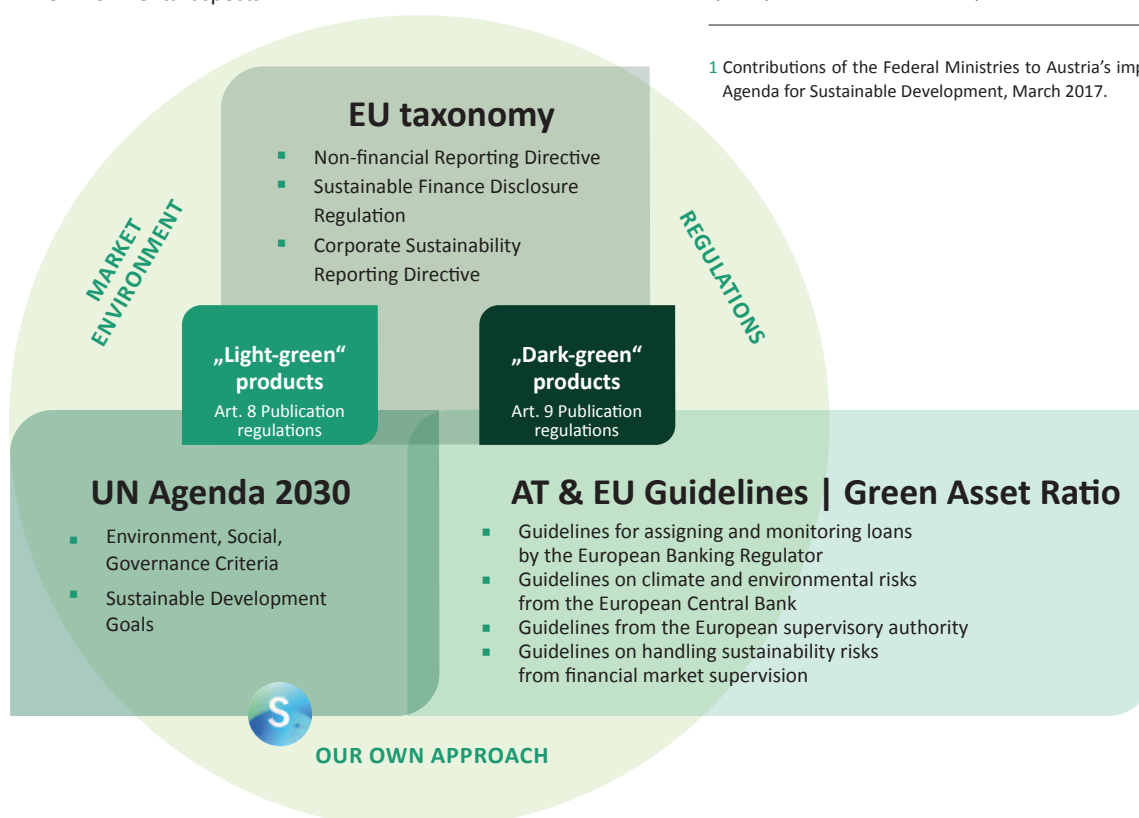 1 Contributions of the Federal Ministries to Austria's
Agenda for Sustainable Development, March 2017.
EU taxonomy
▪ Non-financial Reporting Directive
▪ Sustainable Finance Disclosure
Regulation
▪ Corporate Sustainability
Reporting Directive
MARKET
ENVIRONMENT
REGULATIONS
„Light-green“
products
Art. 8 Publication
regulations
„Dark-green“
products
Art. 9 Publication
regulations
UN Agenda 2030
▪ Environment, Social,
Governance Criteria
▪ Sustainable Development
Goals
AT & EU Guidelines | Green Asset Ratio
▪ Guidelines for assigning and monitoring loans
by the European Banking Regulator
▪ Guidelines on climate and environmental risks
from the European Central Bank
▪ Guidelines from the European supervisory authority
▪ Guidelines on handling sustainability risks
from financial market supervision
S
OUR OWN APPROACH